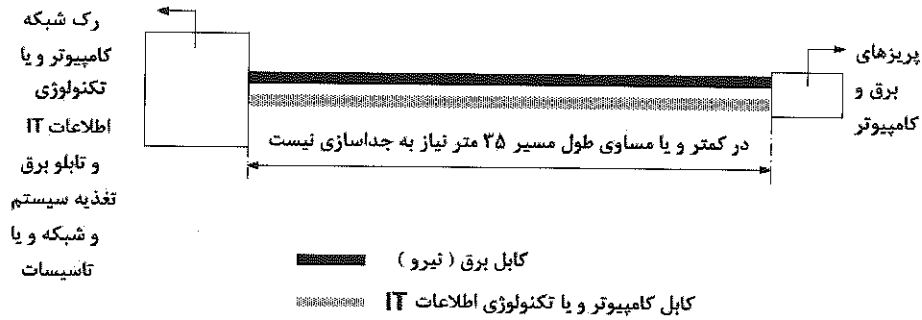 پریزهای
برق و
کامپیوتر
رک شبکه
کامپیوتر و یا
تکنولوژی
اطلاعات IT
و تابلو برق
تغذیه سیستم
و شبکه و یا
تاسیسات
در کمتر و یا مساوی طول مسیر ۳۵ متر نیاز به جداسازی نیست
کابل برق ( نیرو )
کابل کامپیوتر و یا تکنولوژی اطلاعات IT